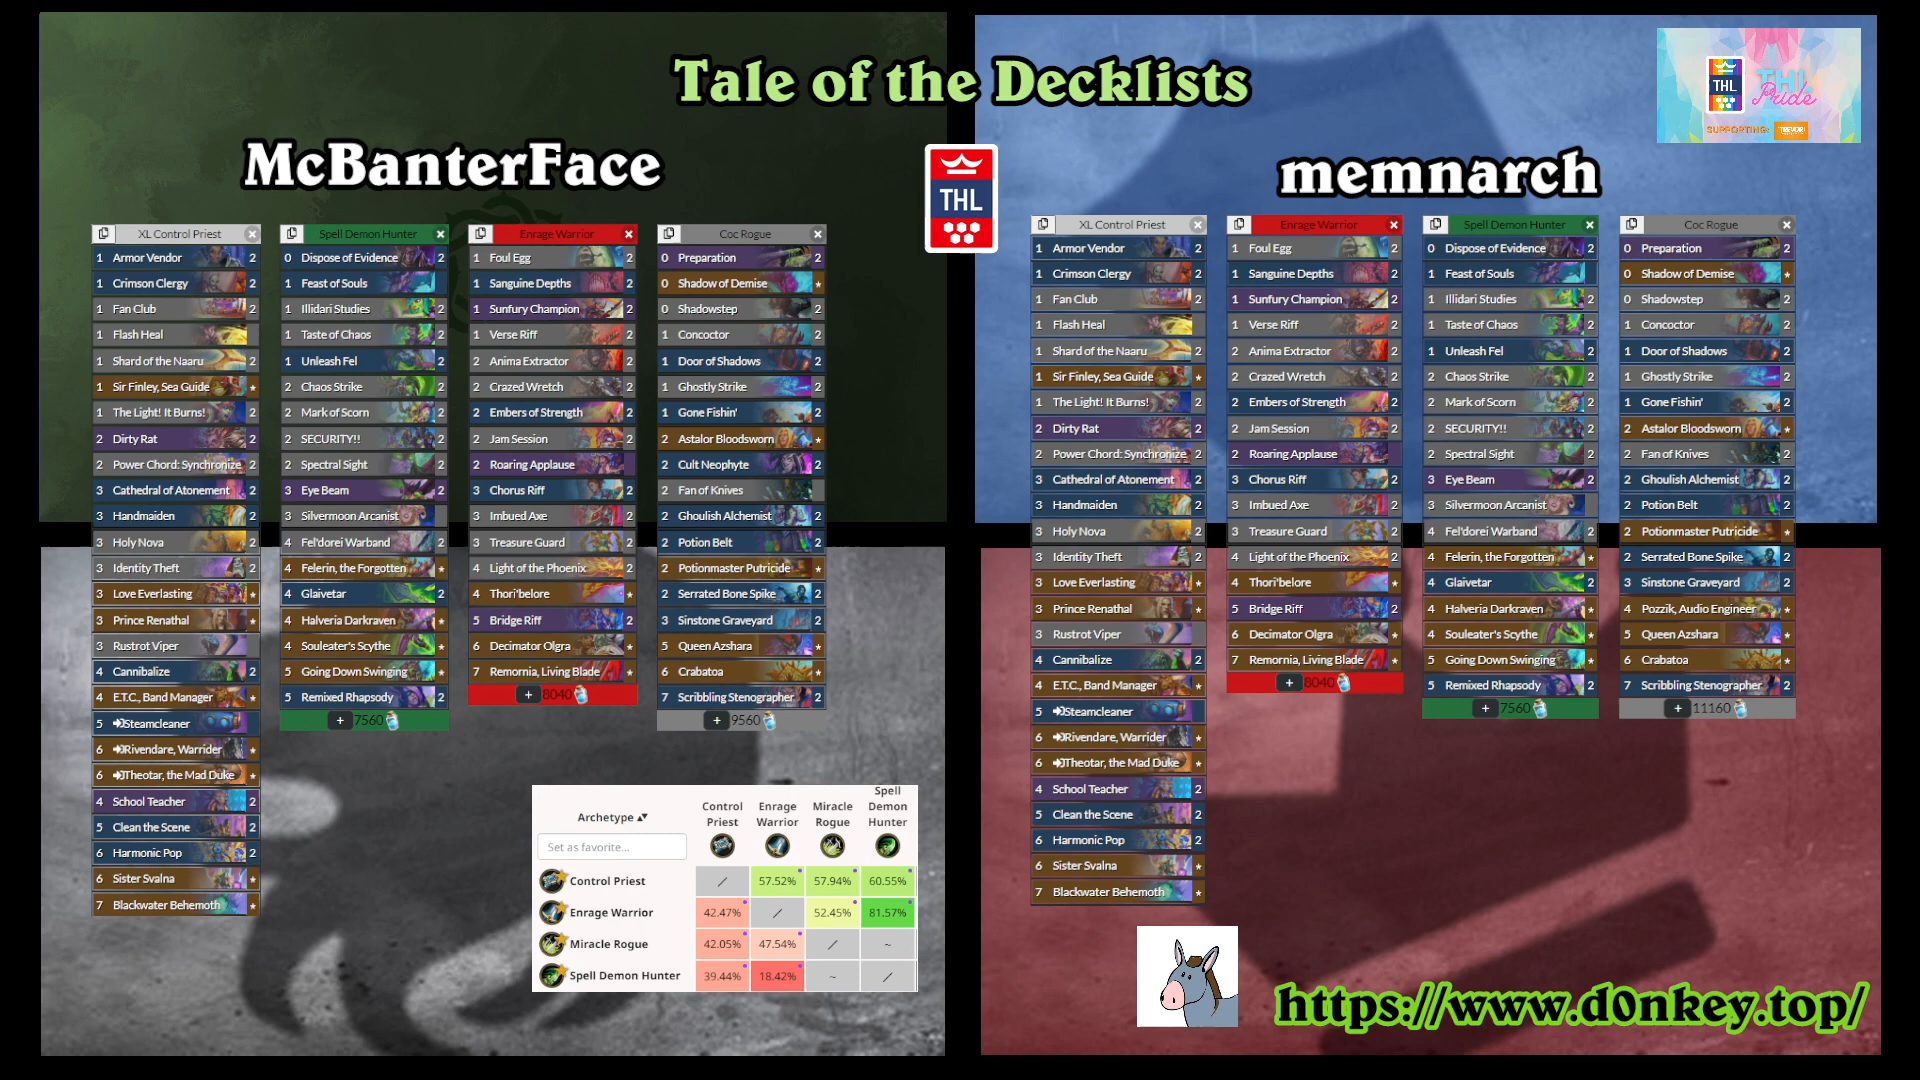 Tale of the Decklists
THL
THL
Pride
SUPPORTING:
TREVOR
McBanterFace
THL
memnarch
XL Control Priest
1 Armor Vendor 2
1 Crimson Clergy 2
1 Fan Club 2
1 Flash Heal
1 Shard of the Naaru 2
1 Sir Finley, Sea Guide ★
1 The Light! It Burns! 2
2 Dirty Rat 2
2 Power Chord: Synchronize 2
3 Cathedral of Atonement 2
3 Handmaiden 2
3 Holy Nova 2
3 Identity Theft 2
3 Love Everlasting ★
3 Prince Renathal ★
3 Rustrot Viper
4 Cannibalize 2
4 E.T.C., Band Manager ★
5 Steamcleaner
6 Rivendare, Warrider ★
6 Theotar, the Mad Duke ★
4 School Teacher 2
5 Clean the Scene 2
6 Harmonic Pop 2
6 Sister Svalna ★
7 Blackwater Behemoth ★
Spell Demon Hunter
0 Dispose of Evidence 2
1 Feast of Souls 2
1 Illidari Studies 2
1 Taste of Chaos 2
1 Unleash Fel 2
2 Chaos Strike 2
2 Mark of Scorn 2
2 SECURITY!! 2
2 Spectral Sight 2
3 Eye Beam 2
3 Silvermoon Arcanist
4 Fel'dorei Warband 2
4 Felerin, the Forgotten ★
4 Glaivetar 2
4 Halveria Darkraven ★
4 Souleater's Scythe ★
5 Going Down Swinging ★
5 Remixed Rhapsody 2
+ 7560
Enrage Warrior
1 Foul Egg 2
1 Sanguine Depths 2
1 Sunfury Champion 2
1 Verse Riff 2
2 Anima Extractor 2
2 Crazed Wretch 2
2 Embers of Strength 2
2 Jam Session 2
2 Roaring Applause
3 Chorus Riff 2
3 Imbued Axe 2
3 Treasure Guard 2
4 Light of the Phoenix 2
4 Thori'belore ★
5 Bridge Riff 2
6 Decimator Olgra ★
7 Remornia, Living Blade ★
+ 8040
Coc Rogue
0 Preparation 2
0 Shadow of Demise ★
0 Shadowstep 2
1 Concoctor 2
1 Door of Shadows 2
1 Ghostly Strike 2
1 Gone Fishin' 2
2 Astalor Bloodsworn ★
2 Cult Neophyte 2
2 Fan of Knives
2 Ghoulish Alchemist 2
2 Potion Belt 2
2 Potionmaster Putricide ★
2 Serrated Bone Spike 2
3 Sinstone Graveyard 2
5 Queen Azshara ★
6 Crabatoa ★
7 Scribbling Stenographer 2
+ 9560
XL Control Priest
1 Armor Vendor 2
1 Crimson Clergy 2
1 Fan Club 2
1 Flash Heal
1 Shard of the Naaru 2
1 Sir Finley, Sea Guide ★
1 The Light! It Burns! 2
2 Dirty Rat 2
2 Power Chord: Synchronize 2
3 Cathedral of Atonement 2
3 Handmaiden 2
3 Holy Nova 2
3 Identity Theft 2
3 Love Everlasting ★
3 Prince Renathal ★
3 Rustrot Viper
4 Cannibalize 2
4 E.T.C., Band Manager ★
5 Steamcleaner
6 Rivendare, Warrider ★
6 Theotar, the Mad Duke ★
4 School Teacher 2
5 Clean the Scene 2
6 Harmonic Pop 2
6 Sister Svalna ★
7 Blackwater Behemoth ★
Enrage Warrior
1 Foul Egg 2
1 Sanguine Depths 2
1 Sunfury Champion 2
1 Verse Riff 2
2 Anima Extractor 2
2 Crazed Wretch 2
2 Embers of Strength 2
2 Jam Session 2
2 Roaring Applause
3 Chorus Riff 2
3 Imbued Axe 2
3 Treasure Guard 2
4 Light of the Phoenix 2
4 Thori'belore ★
5 Bridge Riff 2
6 Decimator Olgra ★
7 Remornia, Living Blade ★
+ 8040
Spell Demon Hunter
0 Dispose of Evidence 2
1 Feast of Souls 2
1 Illidari Studies 2
1 Taste of Chaos 2
1 Unleash Fel 2
2 Chaos Strike 2
2 Mark of Scorn 2
2 SECURITY!! 2
2 Spectral Sight 2
3 Eye Beam 2
3 Silvermoon Arcanist
4 Fel'dorei Warband 2
4 Felerin, the Forgotten ★
4 Glaivetar 2
4 Halveria Darkraven ★
4 Souleater's Scythe ★
5 Going Down Swinging ★
5 Remixed Rhapsody 2
+ 7560
Coc Rogue
0 Preparation 2
0 Shadow of Demise ★
0 Shadowstep 2
1 Concoctor 2
1 Door of Shadows 2
1 Ghostly Strike 2
1 Gone Fishin' 2
2 Astalor Bloodsworn ★
2 Fan of Knives 2
2 Ghoulish Alchemist 2
2 Potion Belt 2
2 Potionmaster Putricide ★
2 Serrated Bone Spike 2
3 Sinstone Graveyard 2
4 Pozzik, Audio Engineer ★
5 Queen Azshara ★
6 Crabatoa ★
7 Scribbling Stenographer 2
+ 11160
Archetype
Set as favorite...
Control Priest
Enrage Warrior
Miracle Rogue
Spell Demon Hunter
Control Priest / 57.52% 57.94% 60.55%
Enrage Warrior 42.47% / 52.45% 81.57%
Miracle Rogue 42.05% 47.54% / ~
Spell Demon Hunter 39.44% 18.42% ~ /
https://www.d0nkey.top/